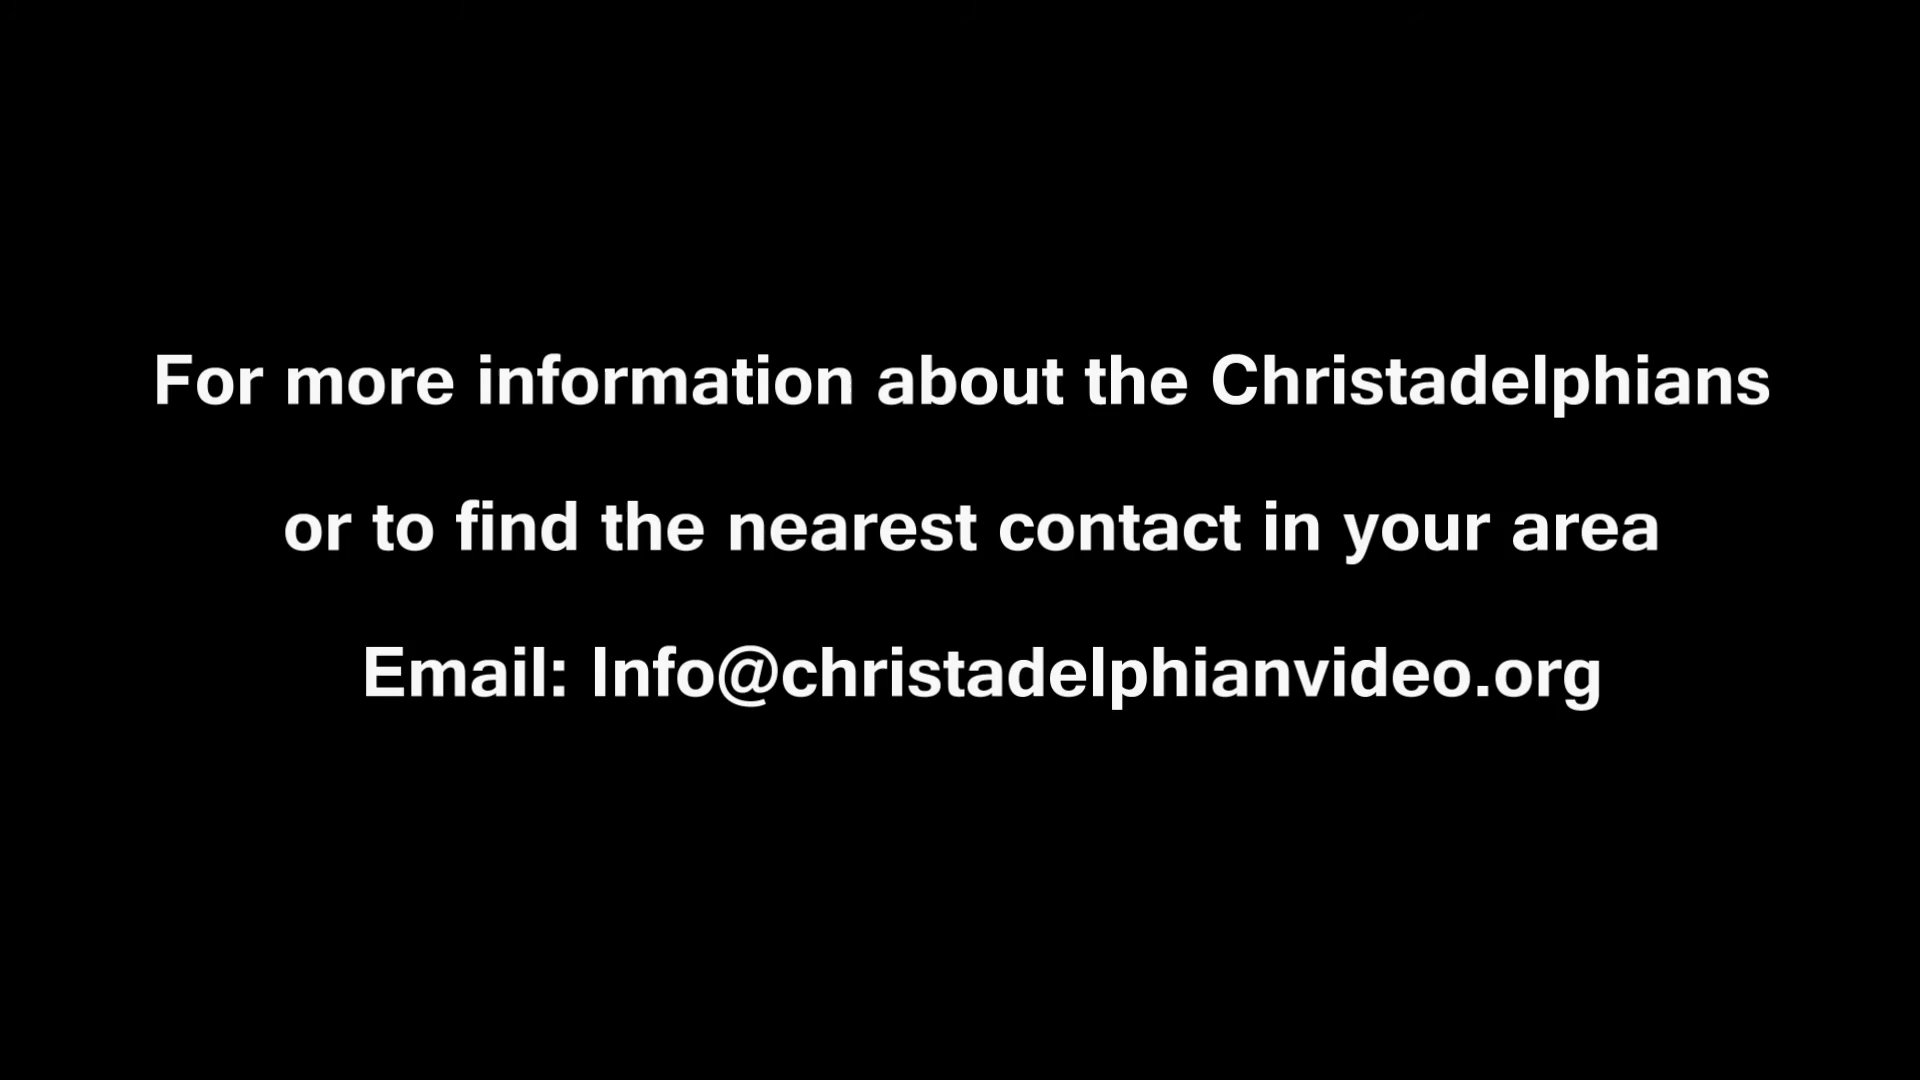 For more information about the Christadelphians
or to find the nearest contact in your area
Email: Info@christadelphianvideo.org